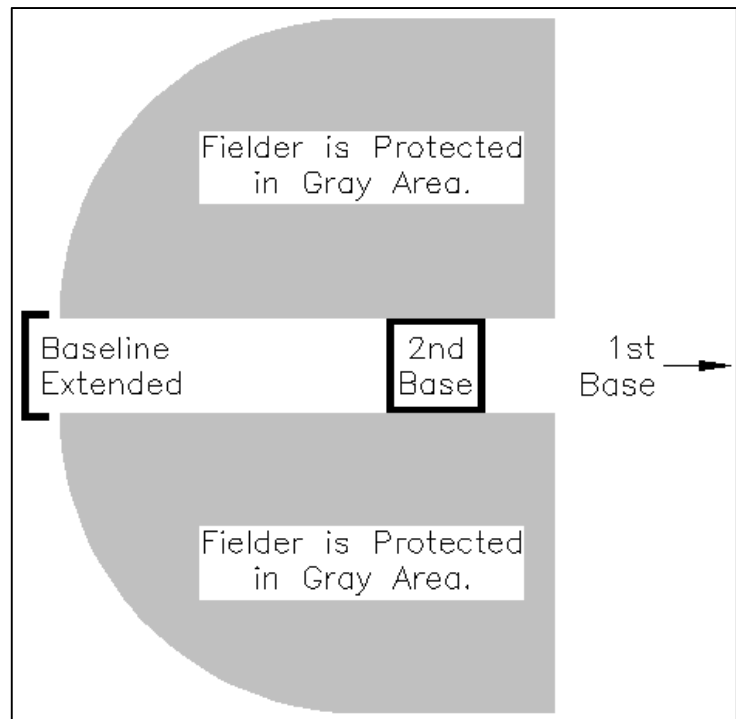 Fielder is Protected
in Gray Area.
Baseline
Extended
2nd
Base
1st
Base
Fielder is Protected
in Gray Area.